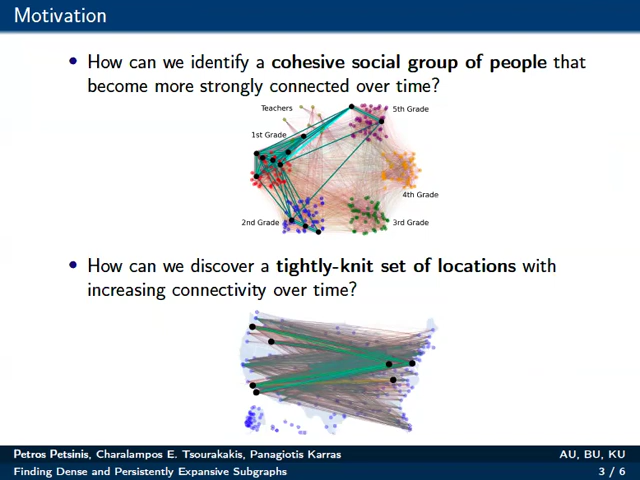 Motivation
• How can we identify a cohesive social group of people that
become more strongly connected over time?
Teachers
5th Grade
1st Grade
4th Grade
2nd Grade
3rd Grade
• How can we discover a tightly-knit set of locations with
increasing connectivity over time?
Petros Petsinis, Charalampos E. Tsourakakis, Panagiotis Karras AU, BU, KU
Finding Dense and Persistently Expansive Subgraphs 3 / 6